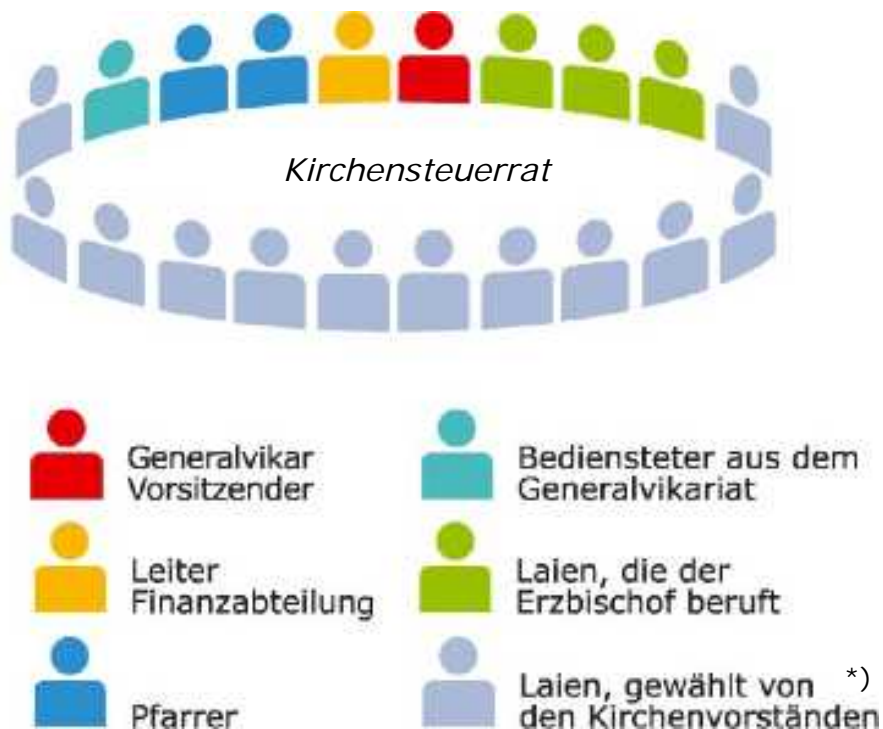 Kirchensteuerrat
Generalvikar
Vorsitzender
Bediensteter aus dem
Generalvikariat
Leiter
Finanzabteilung
Laien, die der
Erzbischof beruft
Pfarrer
Laien, gewählt von *)
den Kirchenvorständen